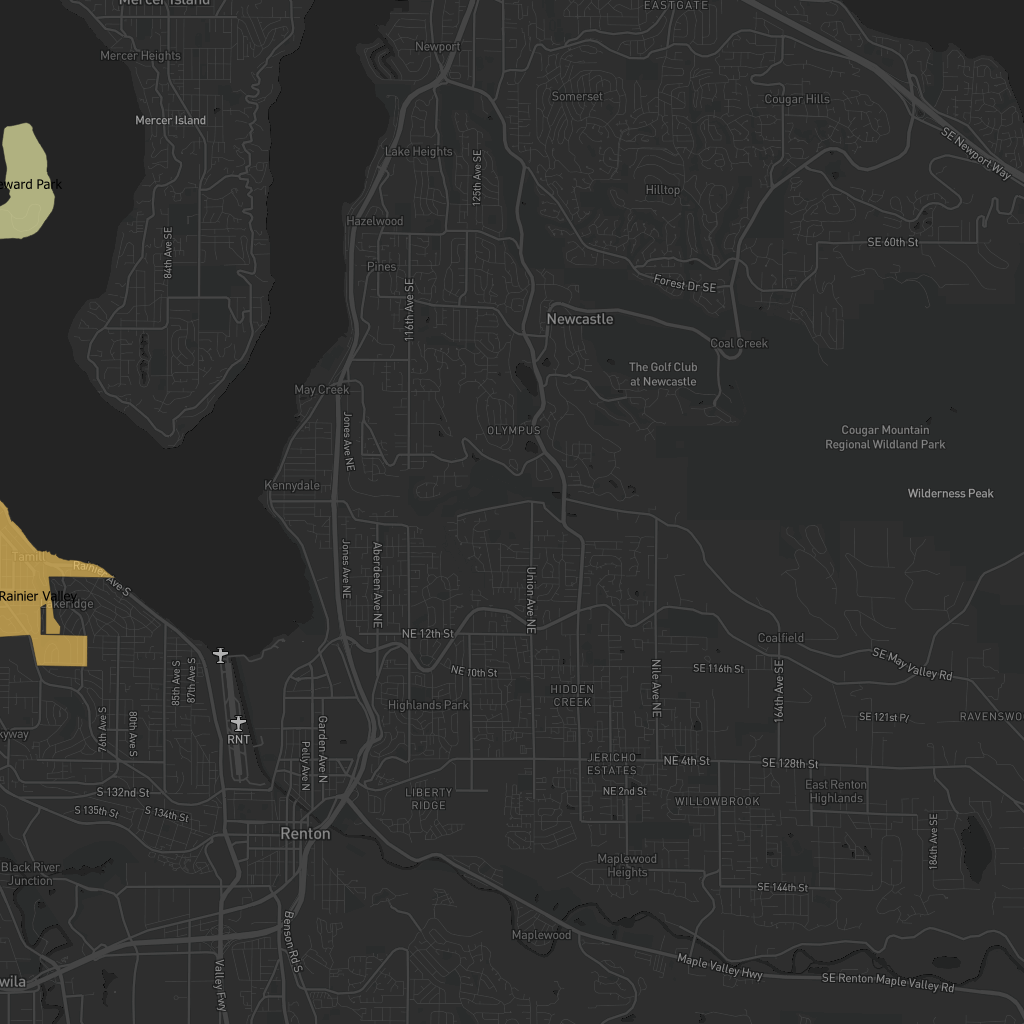 Mercer Island
EASTGATE
Newport
Mercer Heights
Somerset
Cougar Hills
Mercer Island
SE Newport Way
Lake Heights
125th Ave SE
eward Park
Hilltop
Hazelwood
84th Ave SE
SE 60th St
Pines
Forest Dr SE
116th Ave SE
Newcastle
Coal Creek
The Golf Club
at Newcastle
May Creek
Jones Ave NE
OLYMPUS
Cougar Mountain
Regional Wildland Park
Kennydale
Wilderness Peak
Jones Ave NE
Aberdeen Ave NE
Union Ave NE
Rainier Valley
keridge
NE 12th St
Coalfield
SE May Valley Rd
NE 10th St
SE 116th St
85th Ave S
87th Ave S
Nile Ave NE
164th Ave SE
HIDDEN
CREEK
Highlands Park
76th Ave S
80th Ave S
SE 121st Pl
RAVENSWO
kyway
RNT
Garden Ave N
Pelly Ave N
JERICHO
ESTATES
NE 4th St
SE 128th St
S 132nd St
LIBERTY
RIDGE
NE 2nd St
WILLOWBROOK
East Renton
Highlands
S 135th St
S 134th St
Renton
184th Ave SE
Maplewood
Heights
Black River
Junction
SE 144th St
Benson Rd S
Maplewood
Valley Fwy
Maple Valley Hwy
SE Renton Maple Valley Rd
wila